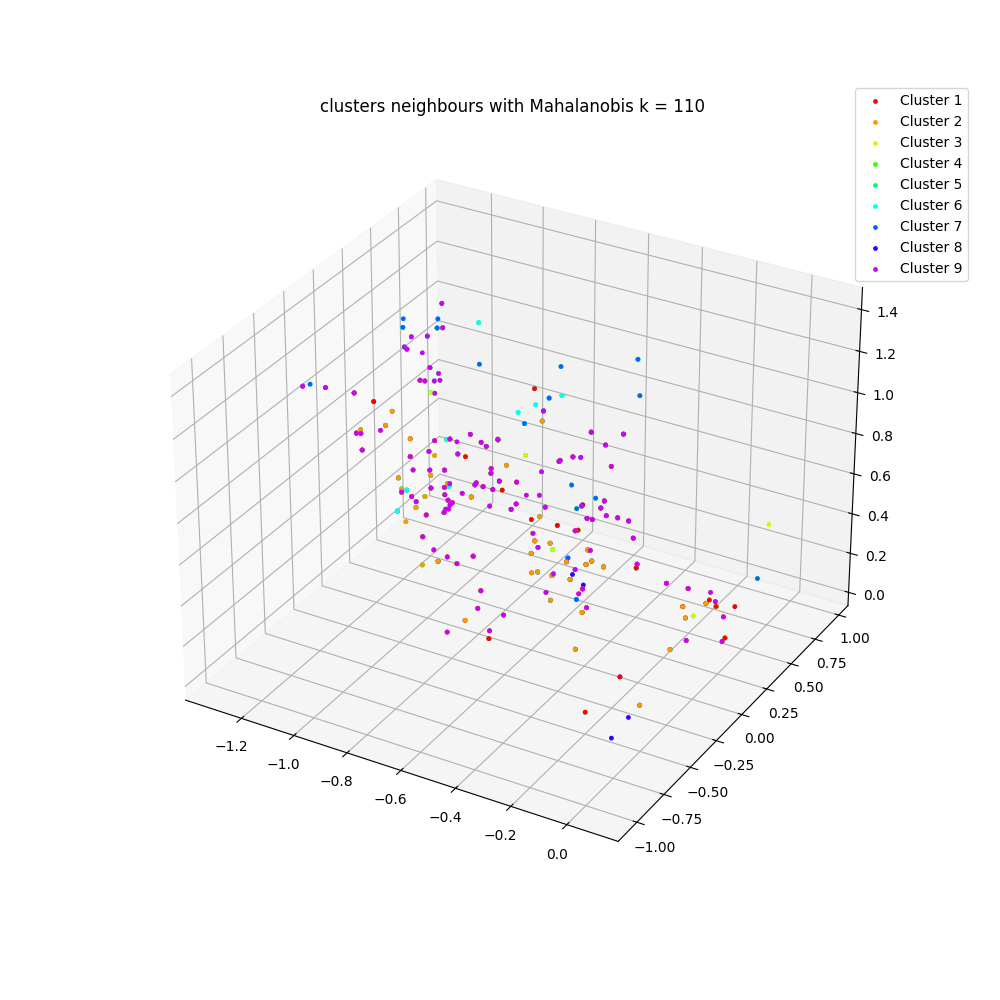 clusters neighbours with Mahalanobis k = 110
Cluster 1
Cluster 2
Cluster 3
Cluster 4
Cluster 5
Cluster 6
Cluster 7
Cluster 8
Cluster 9
1.4
1.2
1.0
0.8
0.6
0.4
0.2
0.0
1.00
0.75
0.50
0.25
0.00
−0.25
−0.50
−0.75
−1.00
−1.2
−1.0
−0.8
−0.6
−0.4
−0.2
0.0